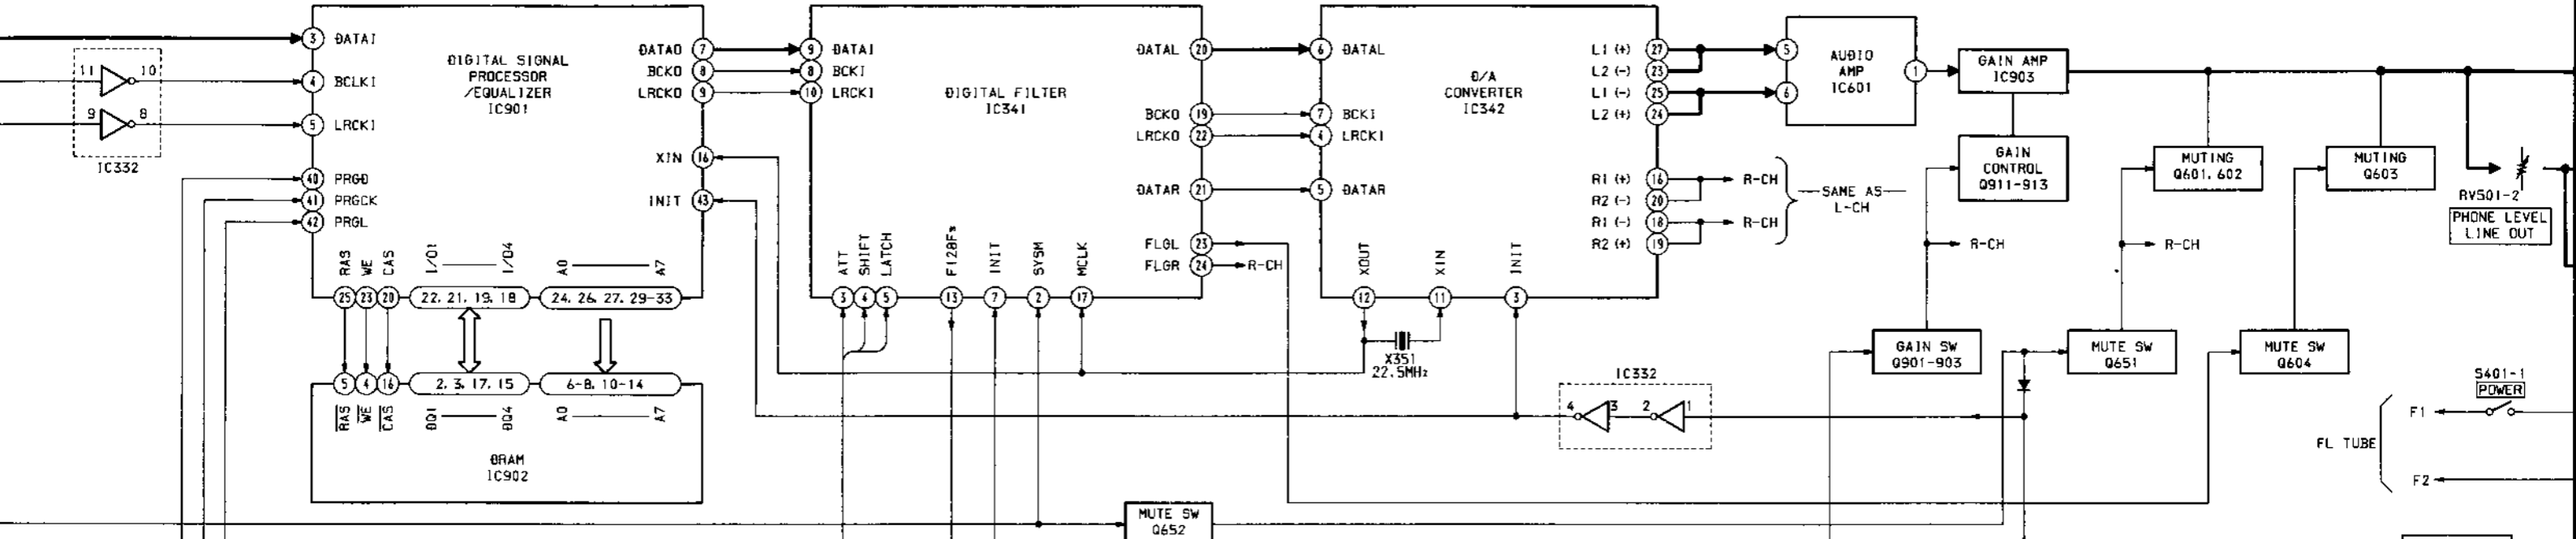 11
10
9
8
IC332
3 DATAI
4 BCLKI
5 LRCKI
40 PRGD
41 PRGCK
42 PRGL
DIGITAL SIGNAL
PROCESSOR
/EQUALIZER
IC901
DATAO 7
BCKO 8
LRCKO 9
XIN 16
INIT 43
RAS
WE
CAS
I/O1
I/O4
A0
A7
25 23 20
22. 21. 19. 18
24. 26. 27. 29-33
5 4 16
2. 3. 17. 15
6-8. 10-14
RAS
WE
CAS
DQ1
DQ4
A0
A7
DRAM
IC902
9 DATAI
8 BCKI
10 LRCKI
DIGITAL FILTER
IC341
DATAL 20
BCKO 19
LRCKO 22
DATAR 21
FLGL 23
FLGR 24
R-CH
ATT
SHIFT
LATCH
F128Fs
INIT
SYSM
MCLK
3 4 5
13
7
2
17
6 DATAL
7 BCKI
4 LRCKI
5 DATAR
D/A
CONVERTER
IC342
L1 (+) 27
L2 (-) 23
L1 (-) 25
L2 (+) 24
R1 (+) 16
R2 (-) 20
R1 (-) 18
R2 (+) 19
R-CH
R-CH
SAME AS
L-CH
XOUT
XIN
INIT
12
11
3
X351
22.5MHz
IC332
4
3
2
1
5
6
AUDIO
AMP
IC601
1
GAIN AMP
IC903
GAIN
CONTROL
Q911-913
R-CH
GAIN SW
Q901-903
MUTING
Q601. 602
R-CH
MUTE SW
Q651
MUTING
Q603
MUTE SW
Q604
RV501-2
PHONE LEVEL
LINE OUT
S401-1
POWER
F1
FL TUBE
F2
MUTE SW
Q652